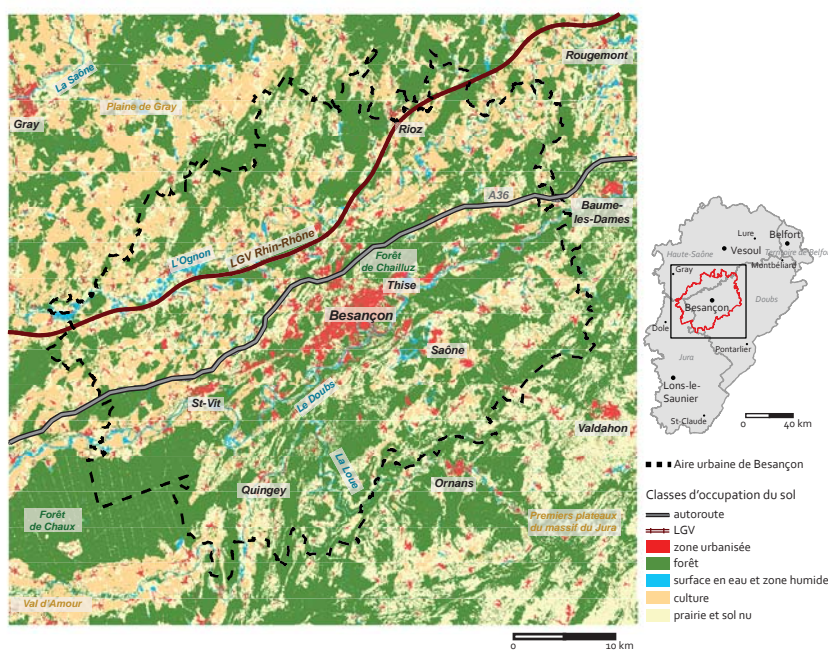 Rougemont
La Saône
Plaine de Gray
Gray
Rioz
A36
Baume-
les-Dames
L'Ognon
LGV Rhin-Rhône
Forêt
de Chailluz
Thise
Besançon
Saône
St-Vit
Le Doubs
Valdahon
La Loue
Quingey
Ornans
Forêt
de Chaux
Premiers plateaux
du massif du Jura
Val d'Amour
0 10 km
Lure
Belfort
Haute-Saône
Vesoul
Territoire de Belfort
Gray
Montbéliard
Doubs
Besançon
Dole
Pontarlier
Jura
Lons-le-
Saunier
St-Claude
0 40 km
Aire urbaine de Besançon
Classes d'occupation du sol
autoroute
LGV
zone urbanisée
forêt
surface en eau et zone humide
culture
prairie et sol nu